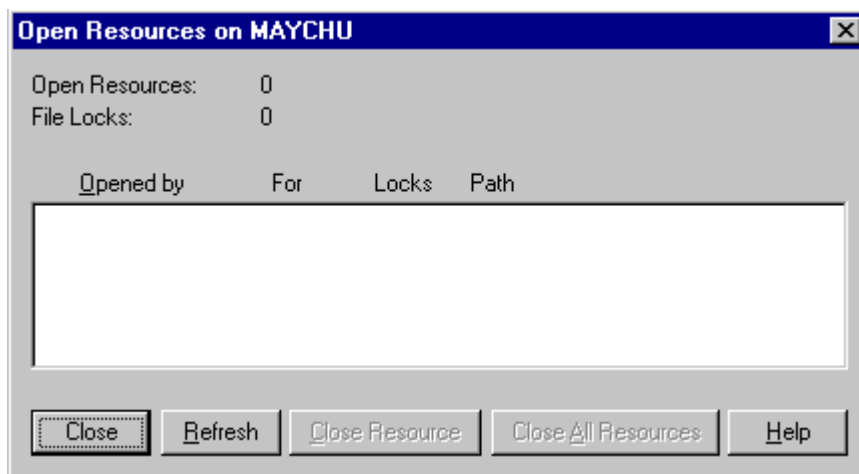 Open Resources on MAYCHU
Open Resources: 0
File Locks: 0
Opened by For Locks Path
Close Refresh Close Resource Close All Resources Help